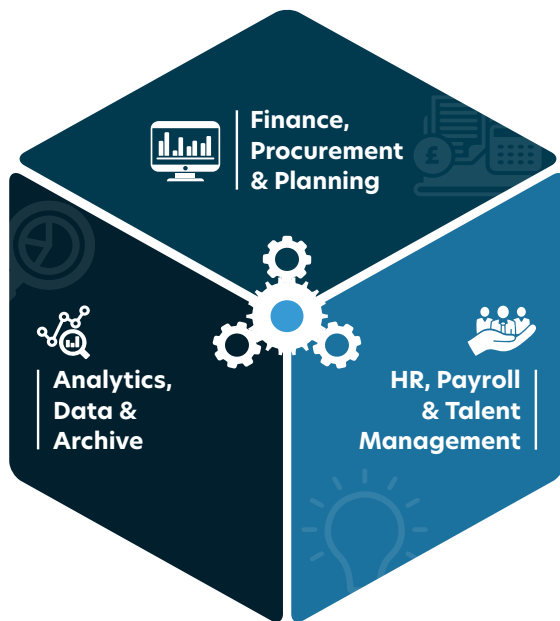 Finance,
Procurement
& Planning
£
Analytics,
Data &
Archive
HR, Payroll
& Talent
Management